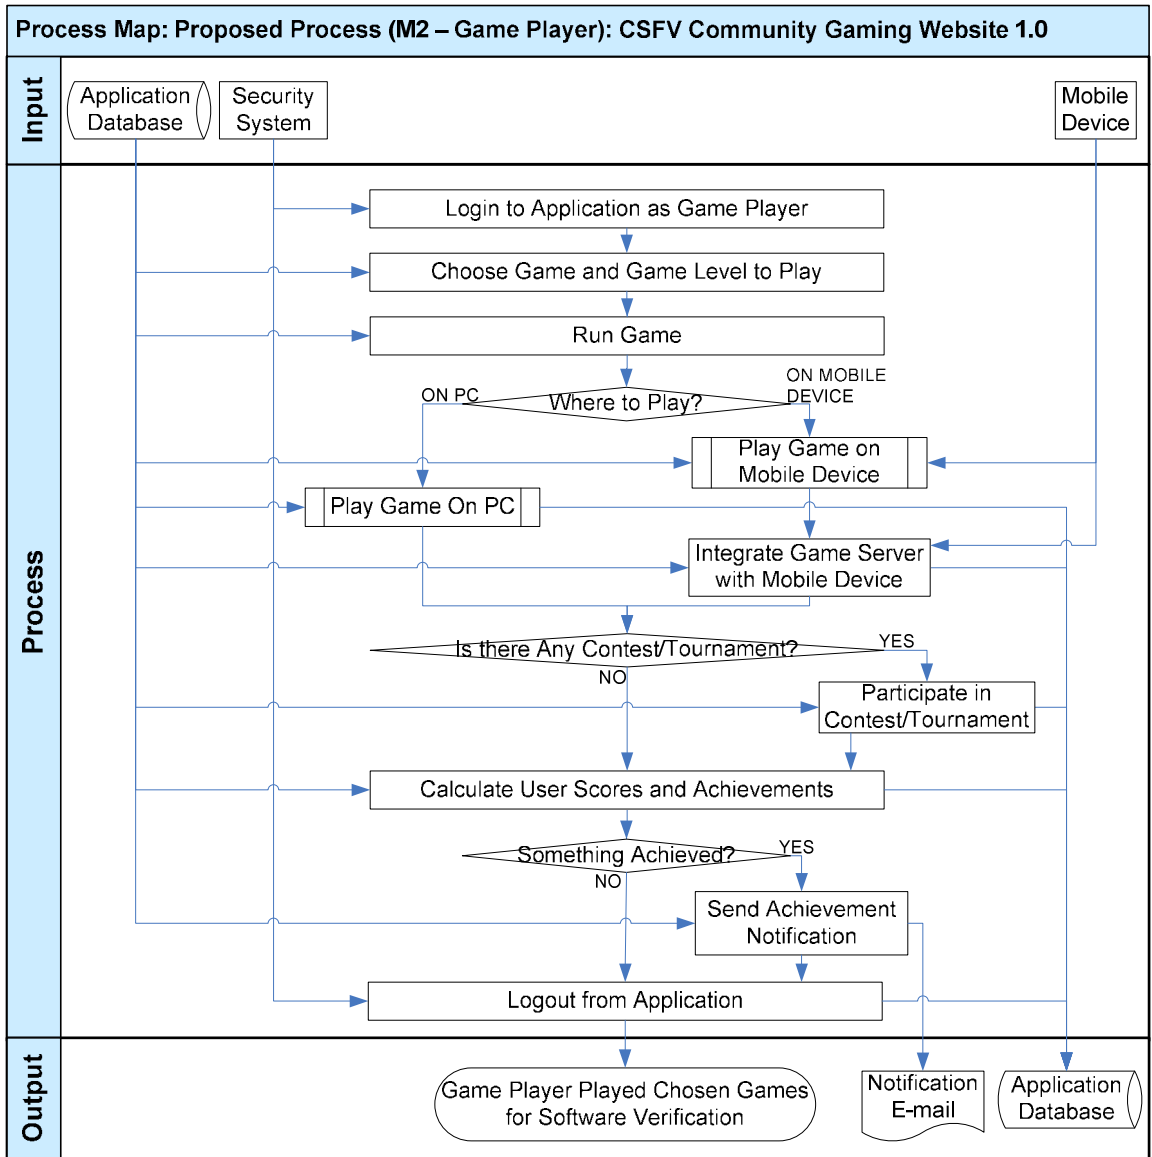 Process Map: Proposed Process (M2 – Game Player): CSFV Community Gaming Website 1.0
Input
Application
Database
Security
System
Mobile
Device
Process
Login to Application as Game Player
Choose Game and Game Level to Play
Run Game
Where to Play?
ON PC
ON MOBILE
DEVICE
Play Game on
Mobile Device
Play Game On PC
Integrate Game Server
with Mobile Device
Is there Any Contest/Tournament?
YES
NO
Participate in
Contest/Tournament
Calculate User Scores and Achievements
Something Achieved?
YES
NO
Send Achievement
Notification
Logout from Application
Output
Game Player Played Chosen Games
for Software Verification
Notification
E-mail
Application
Database